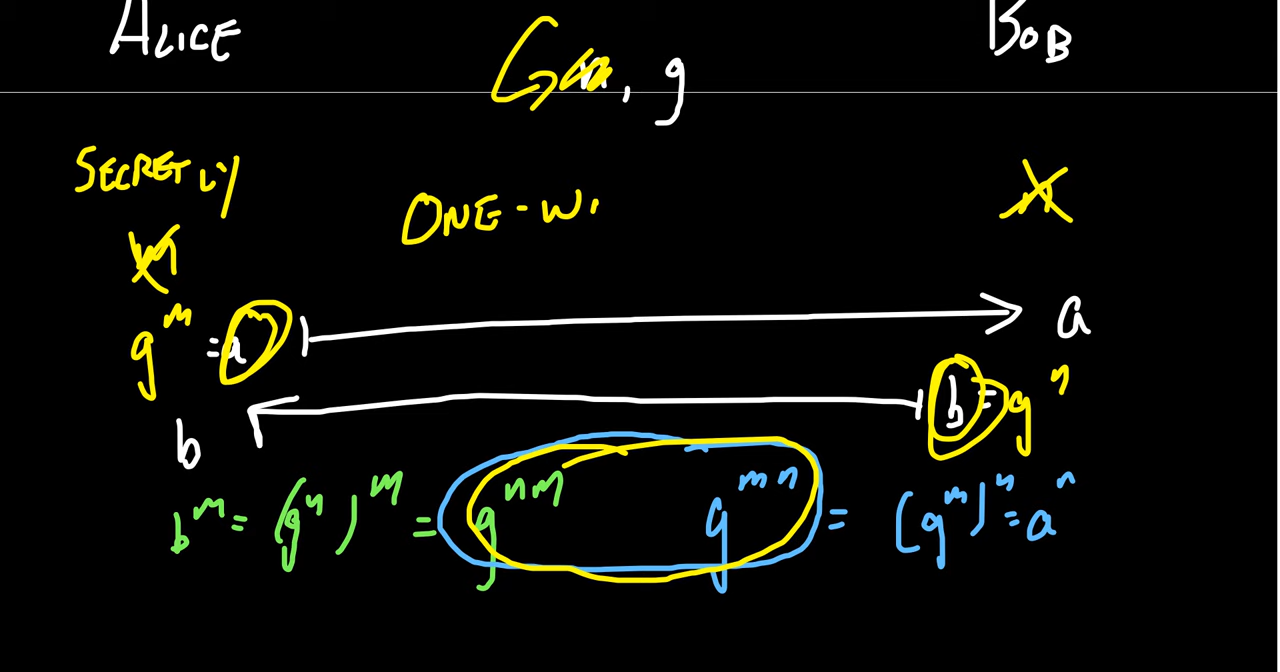 ALICE BOB
G, g
SECRETLY
ONE-W
g^m = a a
b b = g^n
b^m = (g^n)^m = g^nm g^mn = (g^m)^n = a^n